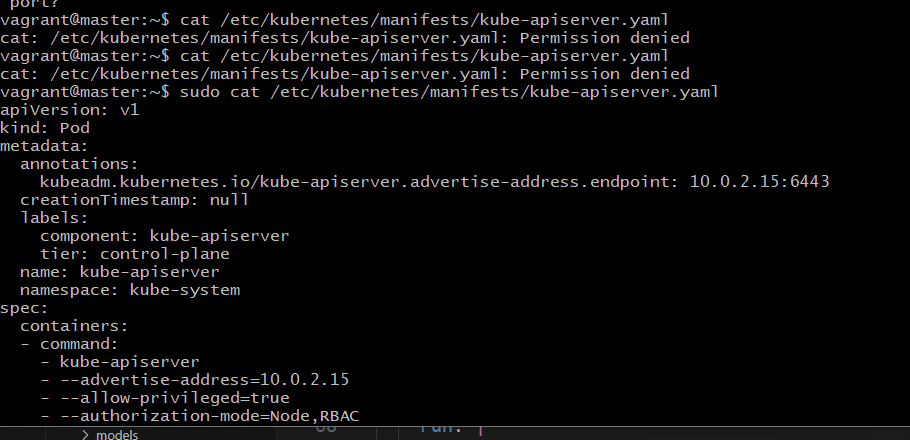 port?
vagrant@master:~$ cat /etc/kubernetes/manifests/kube-apiserver.yaml
cat: /etc/kubernetes/manifests/kube-apiserver.yaml: Permission denied
vagrant@master:~$ cat /etc/kubernetes/manifests/kube-apiserver.yaml
cat: /etc/kubernetes/manifests/kube-apiserver.yaml: Permission denied
vagrant@master:~$ sudo cat /etc/kubernetes/manifests/kube-apiserver.yaml
apiVersion: v1
kind: Pod
metadata:
  annotations:
    kubeadm.kubernetes.io/kube-apiserver.advertise-address.endpoint: 10.0.2.15:6443
  creationTimestamp: null
  labels:
    component: kube-apiserver
    tier: control-plane
  name: kube-apiserver
  namespace: kube-system
spec:
  containers:
  - command:
    - kube-apiserver
    - --advertise-address=10.0.2.15
    - --allow-privileged=true
    - --authorization-mode=Node,RBAC
> models